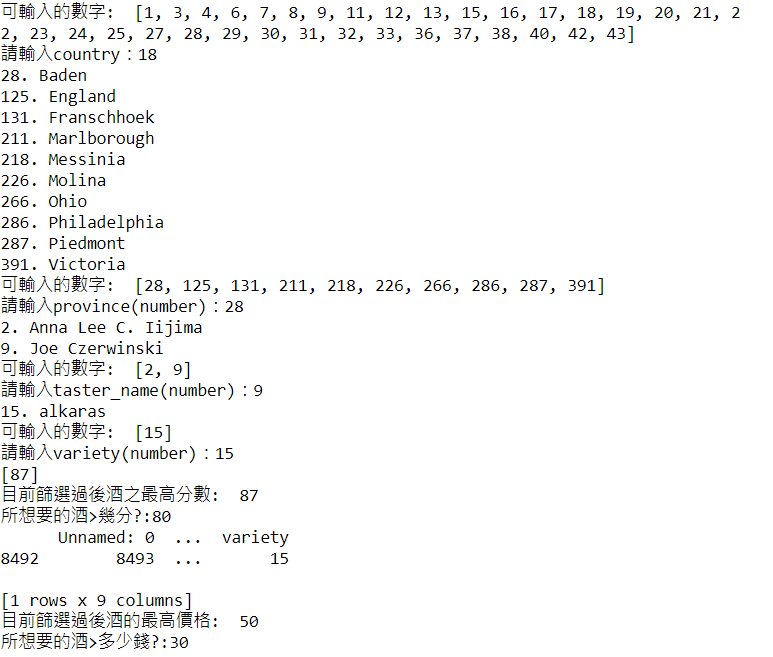 可輸入的數字:  [1, 3, 4, 6, 7, 8, 9, 11, 12, 13, 15, 16, 17, 18, 19, 20, 21, 2
2, 23, 24, 25, 27, 28, 29, 30, 31, 32, 33, 36, 37, 38, 40, 42, 43]
請輸入country：18
28. Baden
125. England
131. Franschhoek
211. Marlborough
218. Messinia
226. Molina
266. Ohio
286. Philadelphia
287. Piedmont
391. Victoria
可輸入的數字:  [28, 125, 131, 211, 218, 226, 266, 286, 287, 391]
請輸入province(number)：28
2. Anna Lee C. Iijima
9. Joe Czerwinski
可輸入的數字:  [2, 9]
請輸入taster_name(number)：9
15. alkaras
可輸入的數字:  [15]
請輸入variety(number)：15
[87]
目前篩選過後酒之最高分數:  87
所想要的酒>幾分?:80
      Unnamed: 0  ...  variety
8492        8493  ...       15
[1 rows x 9 columns]
目前篩選過後酒的最高價格:  50
所想要的酒>多少錢?:30